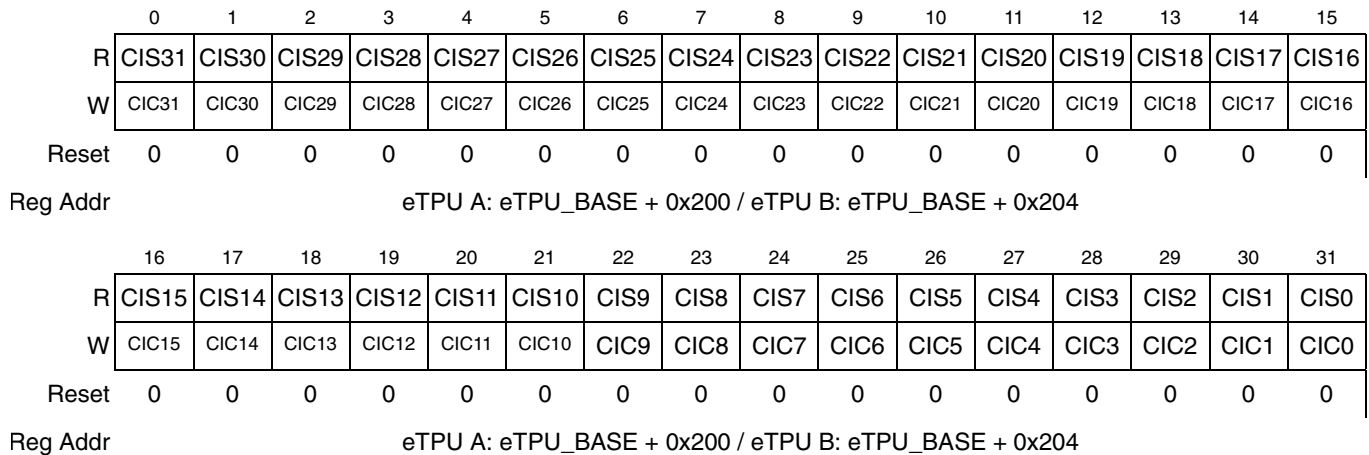 0 1 2 3 4 5 6 7 8 9 10 11 12 13 14 15
R CIS31 CIS30 CIS29 CIS28 CIS27 CIS26 CIS25 CIS24 CIS23 CIS22 CIS21 CIS20 CIS19 CIS18 CIS17 CIS16
W CIC31 CIC30 CIC29 CIC28 CIC27 CIC26 CIC25 CIC24 CIC23 CIC22 CIC21 CIC20 CIC19 CIC18 CIC17 CIC16
Reset 0 0 0 0 0 0 0 0 0 0 0 0 0 0 0 0
Reg Addr eTPU A: eTPU_BASE + 0x200 / eTPU B: eTPU_BASE + 0x204
16 17 18 19 20 21 22 23 24 25 26 27 28 29 30 31
R CIS15 CIS14 CIS13 CIS12 CIS11 CIS10 CIS9 CIS8 CIS7 CIS6 CIS5 CIS4 CIS3 CIS2 CIS1 CIS0
W CIC15 CIC14 CIC13 CIC12 CIC11 CIC10 CIC9 CIC8 CIC7 CIC6 CIC5 CIC4 CIC3 CIC2 CIC1 CIC0
Reset 0 0 0 0 0 0 0 0 0 0 0 0 0 0 0 0
Reg Addr eTPU A: eTPU_BASE + 0x200 / eTPU B: eTPU_BASE + 0x204